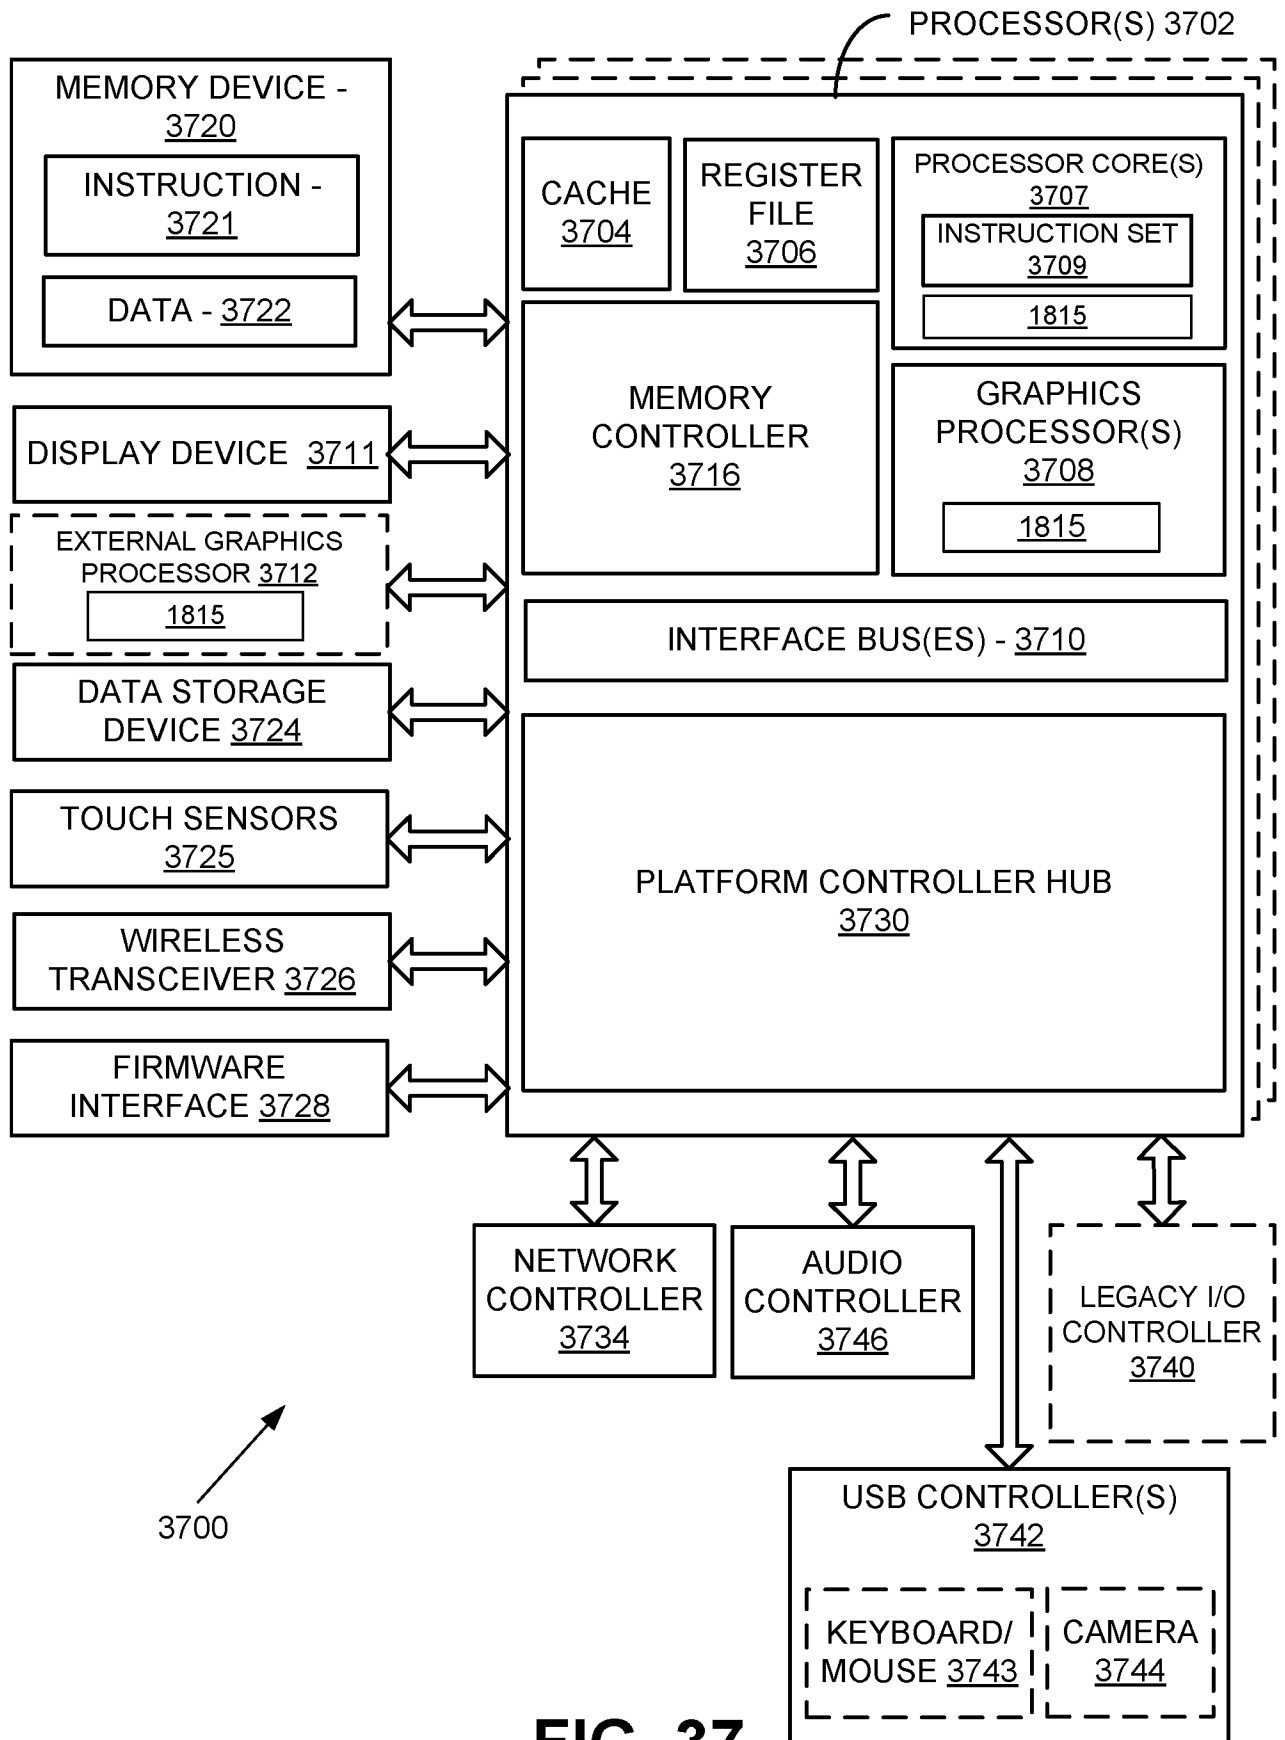 PROCESSOR(S) 3702
MEMORY DEVICE -
3720
INSTRUCTION -
3721
DATA - 3722
CACHE
3704
REGISTER
FILE
3706
PROCESSOR CORE(S)
3707
INSTRUCTION SET
3709
1815
MEMORY
CONTROLLER
3716
GRAPHICS
PROCESSOR(S)
3708
1815
DISPLAY DEVICE 3711
EXTERNAL GRAPHICS
PROCESSOR 3712
1815
INTERFACE BUS(ES) - 3710
DATA STORAGE
DEVICE 3724
TOUCH SENSORS
3725
PLATFORM CONTROLLER HUB
3730
WIRELESS
TRANSCEIVER 3726
FIRMWARE
INTERFACE 3728
NETWORK
CONTROLLER
3734
AUDIO
CONTROLLER
3746
LEGACY I/O
CONTROLLER
3740
3700
USB CONTROLLER(S)
3742
KEYBOARD/
MOUSE 3743
CAMERA
3744
FIG. 37